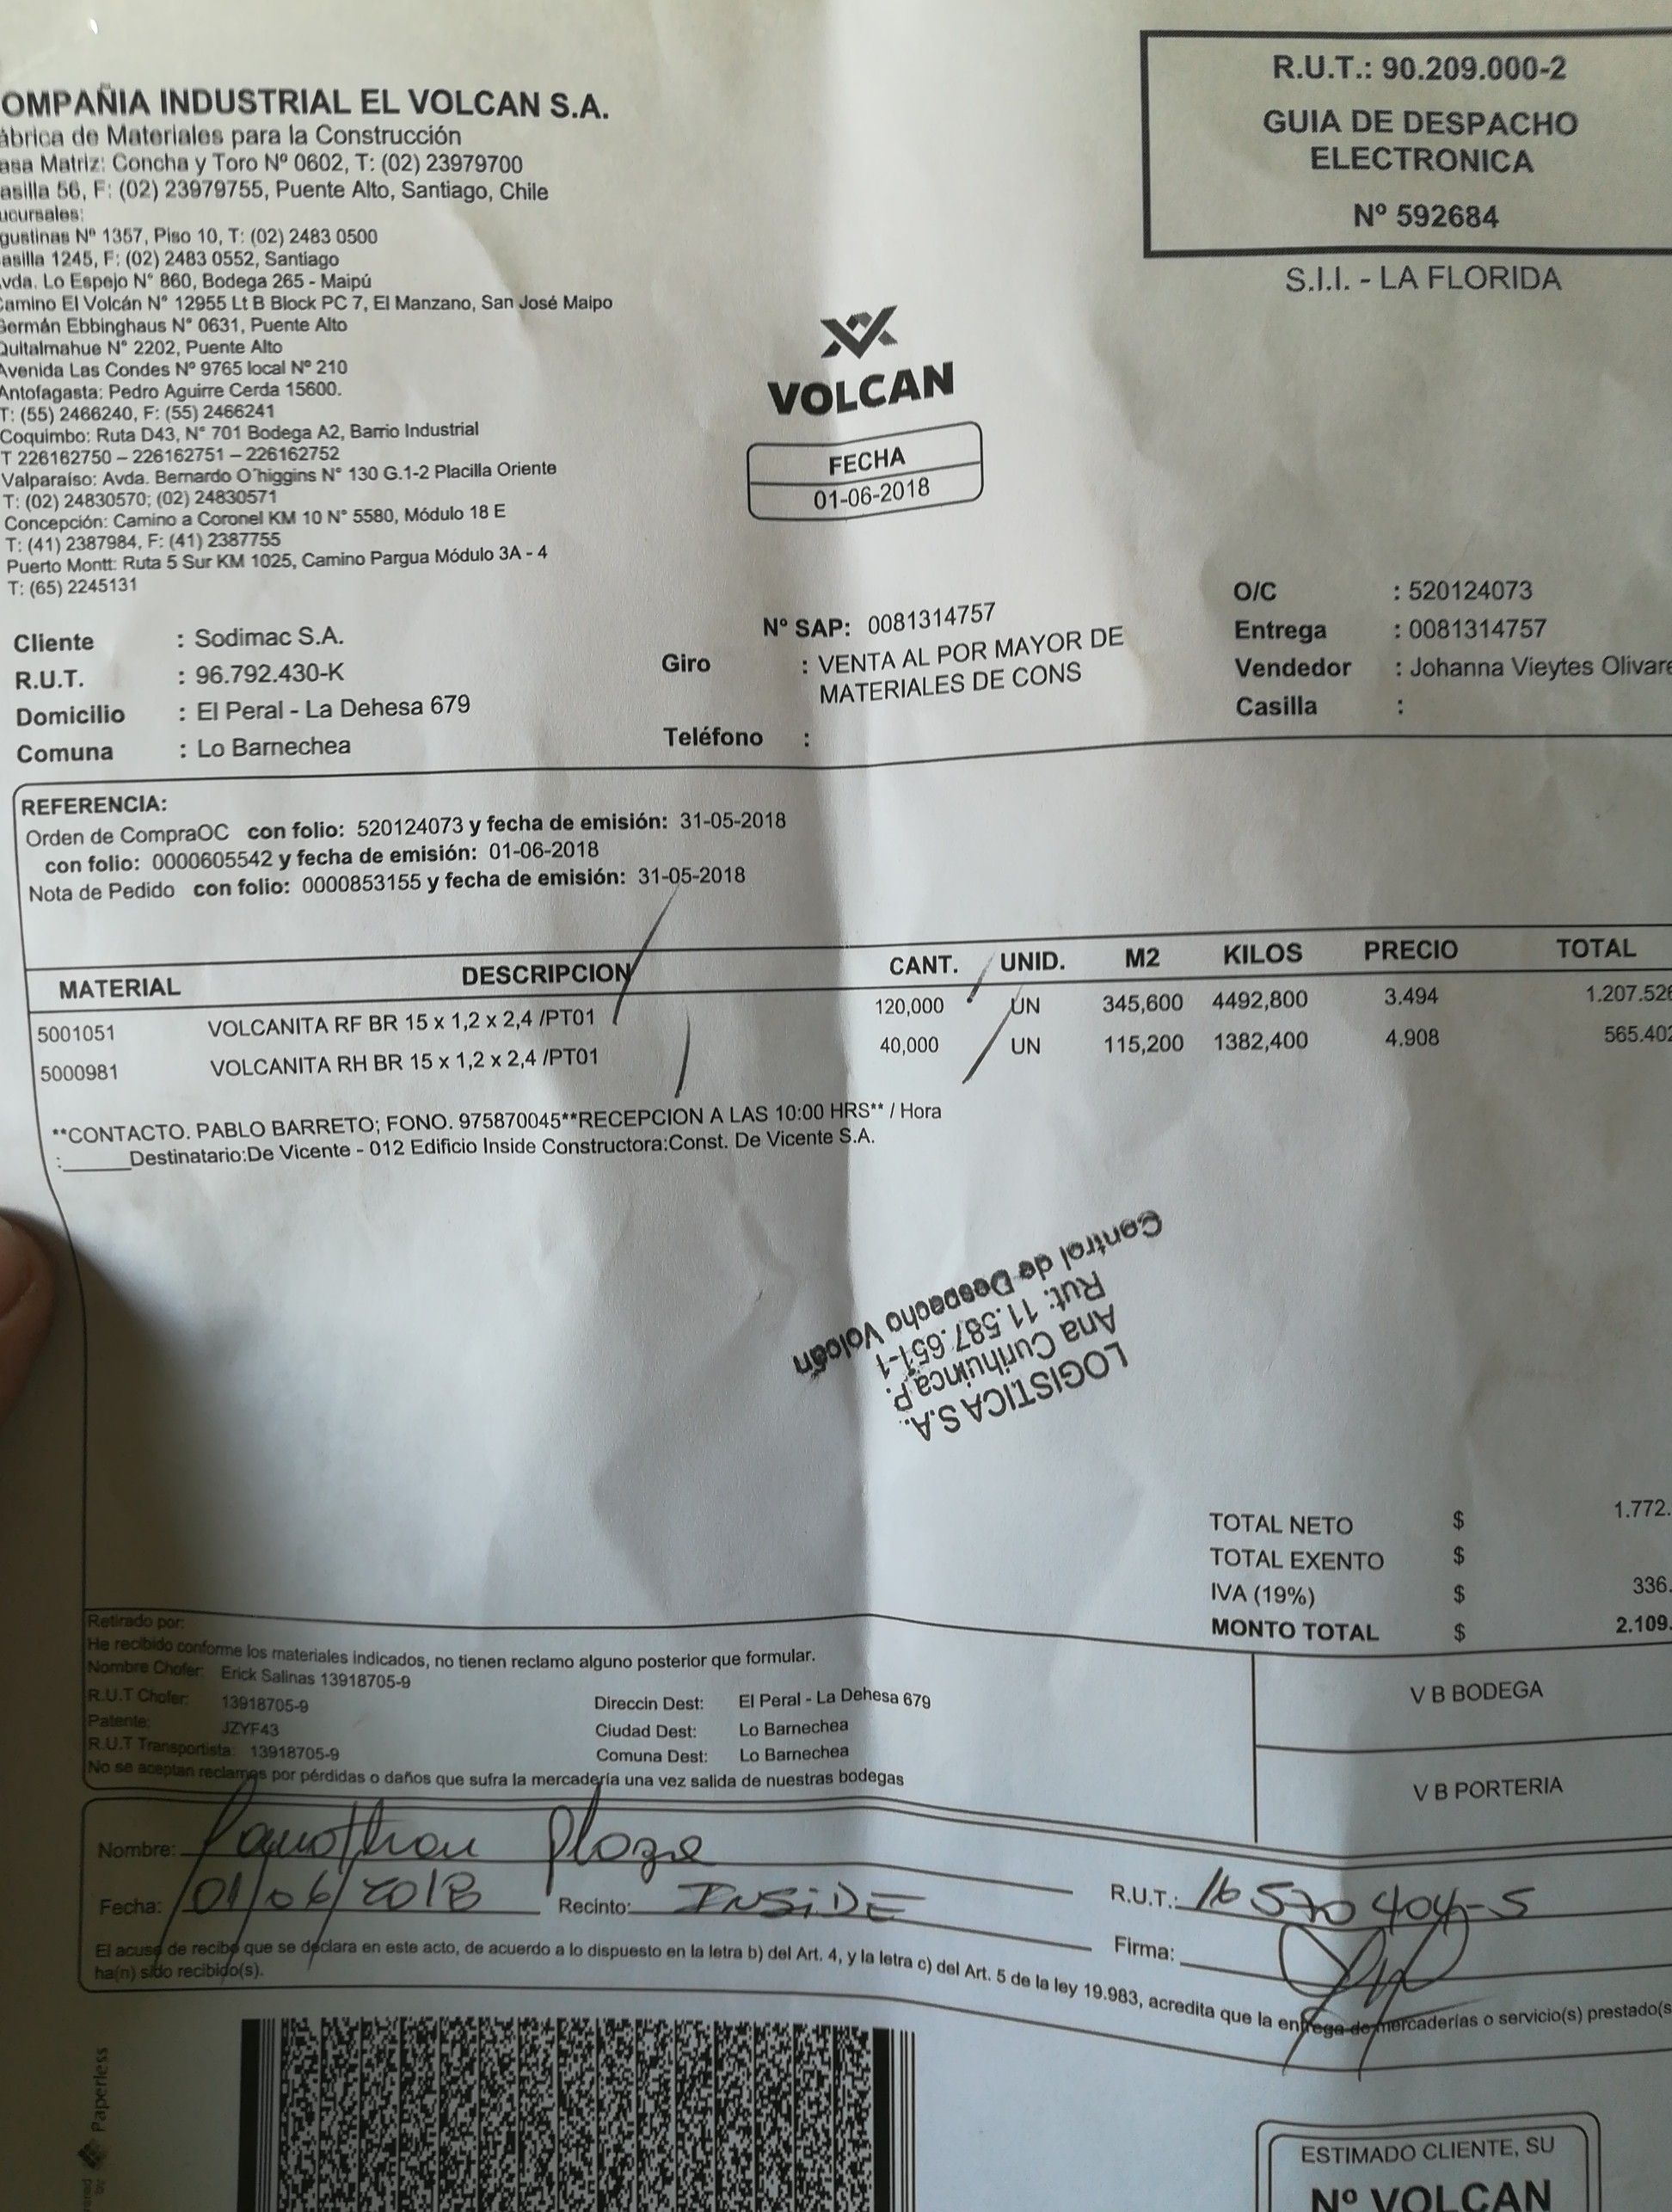 OMPAÑIA INDUSTRIAL EL VOLCAN S.A.
ábrica de Materiales para la Construcción
asa Matriz: Concha y Toro Nº 0602, T: (02) 23979700
asilla 56, F: (02) 23979755, Puente Alto, Santiago, Chile
ucursales:
gustinas N° 1357, Piso 10, T: (02) 2483 0500
asilla 1245, F: (02) 2483 0552, Santiago
vda. Lo Espejo N° 860, Bodega 265 - Maipú
Camino El Volcán N° 12955 Lt B Block PC 7, El Manzano, San José Maipo
Germán Ebbinghaus N° 0631, Puente Alto
Quitalmahue N° 2202, Puente Alto
Avenida Las Condes Nº 9765 local Nº 210
Antofagasta: Pedro Aguirre Cerda 15600.
T: (55) 2466240, F: (55) 2466241
Coquimbo: Ruta D43, N° 701 Bodega A2, Barrio Industrial
T 226162750 – 226162751 – 226162752
Valparaíso: Avda. Bernardo O´higgins N° 130 G.1-2 Placilla Oriente
T: (02) 24830570; (02) 24830571
Concepción: Camino a Coronel KM 10 N° 5580, Módulo 18 E
T: (41) 2387984, F: (41) 2387755
Puerto Montt: Ruta 5 Sur KM 1025, Camino Pargua Módulo 3A - 4
T: (65) 2245131
R.U.T.: 90.209.000-2
GUIA DE DESPACHO
ELECTRONICA
Nº 592684
S.I.I. - LA FLORIDA
VOLCAN
FECHA
01-06-2018
Cliente : Sodimac S.A.
R.U.T. : 96.792.430-K
Domicilio : El Peral - La Dehesa 679
Comuna : Lo Barnechea
N° SAP: 0081314757
Giro : VENTA AL POR MAYOR DE
MATERIALES DE CONS
Teléfono :
O/C : 520124073
Entrega : 0081314757
Vendedor : Johanna Vieytes Olivare
Casilla :
REFERENCIA:
Orden de CompraOC con folio: 520124073 y fecha de emisión: 31-05-2018
con folio: 0000605542 y fecha de emisión: 01-06-2018
Nota de Pedido con folio: 0000853155 y fecha de emisión: 31-05-2018
MATERIAL DESCRIPCION CANT. UNID. M2 KILOS PRECIO TOTAL
5001051 VOLCANITA RF BR 15 x 1,2 x 2,4 /PT01 120,000 UN 345,600 4492,800 3.494 1.207.526
5000981 VOLCANITA RH BR 15 x 1,2 x 2,4 /PT01 40,000 UN 115,200 1382,400 4.908 565.402
**CONTACTO. PABLO BARRETO; FONO. 975870045**RECEPCION A LAS 10:00 HRS** / Hora
:______Destinatario:De Vicente - 012 Edificio Inside Constructora:Const. De Vicente S.A.
LOGISTICA S.A.
Ana Curihuinca P.
Rut: 11.587.651-1
Control de Despacho Volcán
TOTAL NETO $ 1.772.
TOTAL EXENTO $
IVA (19%) $ 336.
MONTO TOTAL $ 2.109.
Retirado por:
He recibido conforme los materiales indicados, no tienen reclamo alguno posterior que formular.
Nombre Chofer: Erick Salinas 13918705-9
R.U.T Chofer: 13918705-9
Patente: JZYF43
R.U.T Transportista: 13918705-9
Direccin Dest: El Peral - La Dehesa 679
Ciudad Dest: Lo Barnechea
Comuna Dest: Lo Barnechea
No se aceptan reclamos por pérdidas o daños que sufra la mercadería una vez salida de nuestras bodegas
V B BODEGA
V B PORTERIA
Nombre:
Fecha: 01/06/2018 Recinto: INSiDE
R.U.T.: 16570404-5
Firma:
El acuso de recibo que se declara en este acto, de acuerdo a lo dispuesto en la letra b) del Art. 4, y la letra c) del Art. 5 de la ley 19.983, acredita que la entrega de mercaderías o servicio(s) prestado(s
ha(n) sido recibido(s).
Paperless
ESTIMADO CLIENTE, SU
Nº VOLCAN